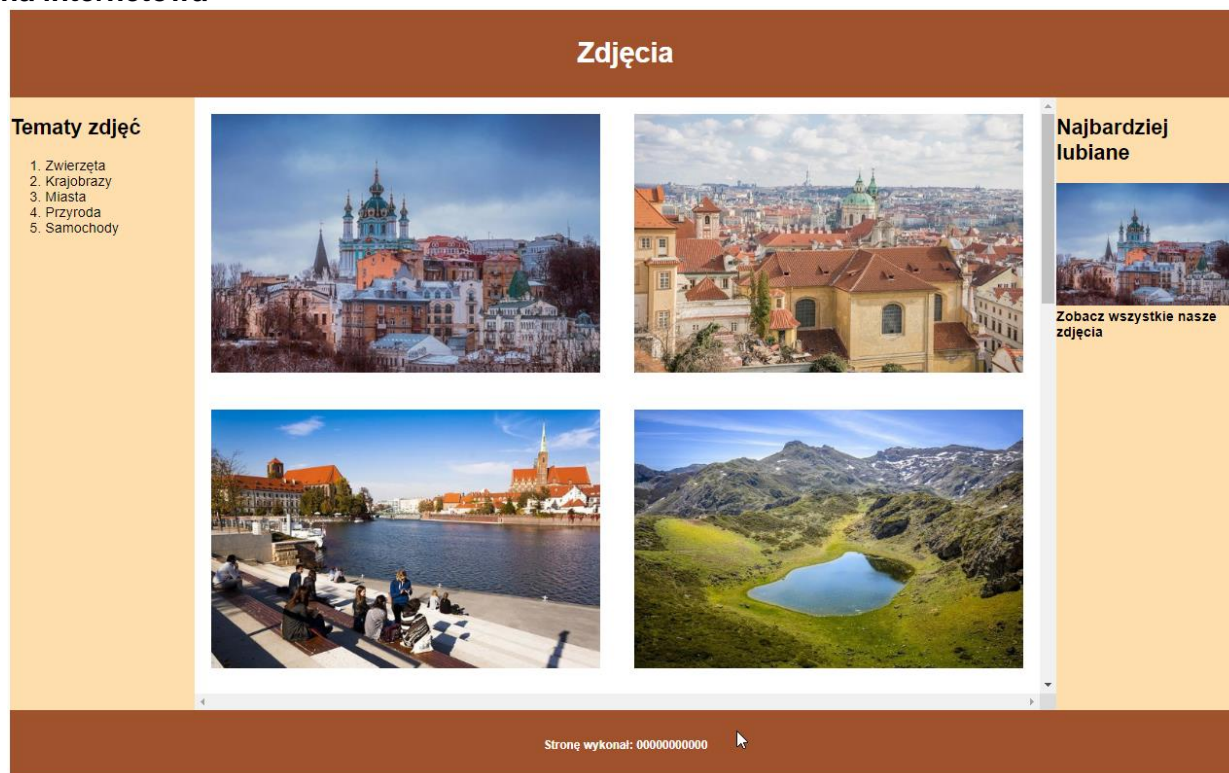 Zdjęcia
Tematy zdjęć
1. Zwierzęta
2. Krajobrazy
3. Miasta
4. Przyroda
5. Samochody
Najbardziej
lubiane
Zobacz wszystkie nasze
zdjęcia
Stronę wykonał: 00000000000